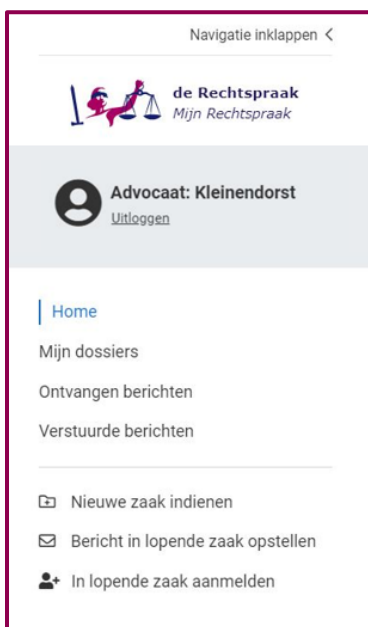 Navigatie inklappen
de Rechtspraak
Mijn Rechtspraak
Advocaat: Kleinendorst
Uitloggen
Home
Mijn dossiers
Ontvangen berichten
Verstuurde berichten
Nieuwe zaak indienen
Bericht in lopende zaak opstellen
In lopende zaak aanmelden